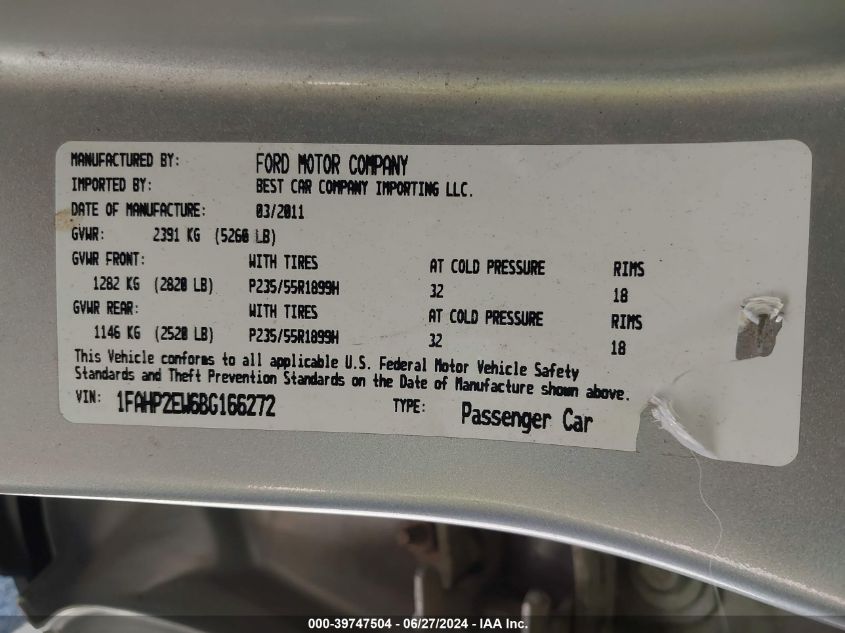 MANUFACTURED BY: FORD MOTOR COMPANY
IMPORTED BY: BEST CAR COMPANY IMPORTING LLC.
DATE OF MANUFACTURE: 03/2011
GVWR: 2391 KG (5260 LB)
GVWR FRONT: WITH TIRES AT COLD PRESSURE RIMS
1282 KG (2820 LB) P235/55R1899H 32 18
GVWR REAR: WITH TIRES AT COLD PRESSURE RIMS
1146 KG (2520 LB) P235/55R1899H 32 18
This Vehicle conforms to all applicable U.S. Federal Motor Vehicle Safety
Standards and Theft Prevention Standards on the Date of Manufacture shown above.
VIN: 1FAHP2EW6BG166272 TYPE: Passenger Car
000-39747504 - 06/27/2024 - IAA Inc.